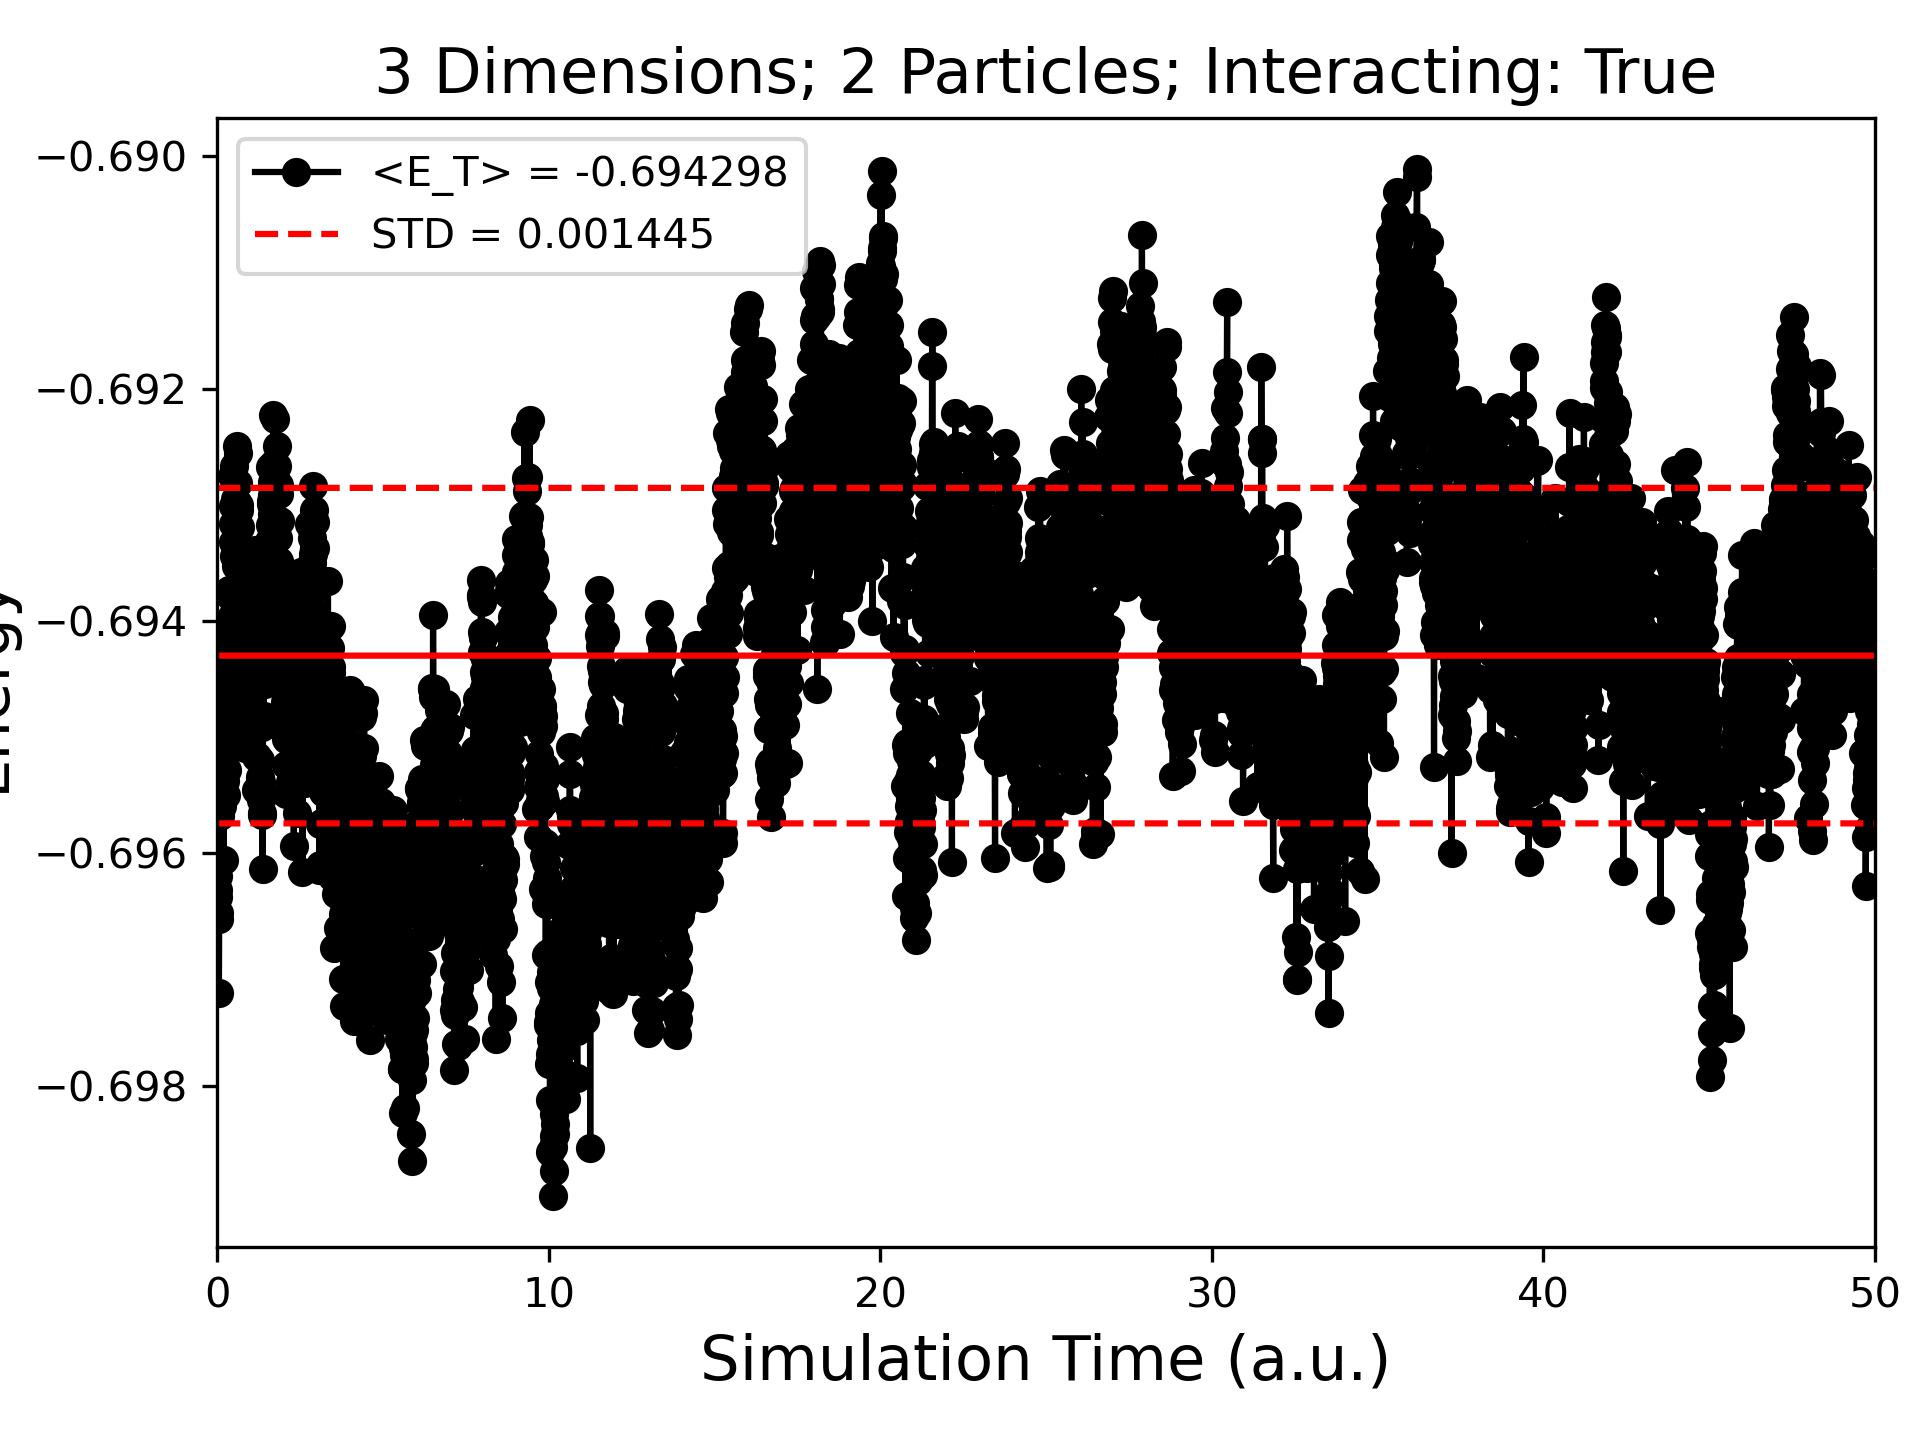 3 Dimensions; 2 Particles; Interacting: True
<E_T> = -0.694298
STD = 0.001445
−0.690
−0.692
−0.694
−0.696
−0.698
Energy
0 10 20 30 40 50
Simulation Time (a.u.)